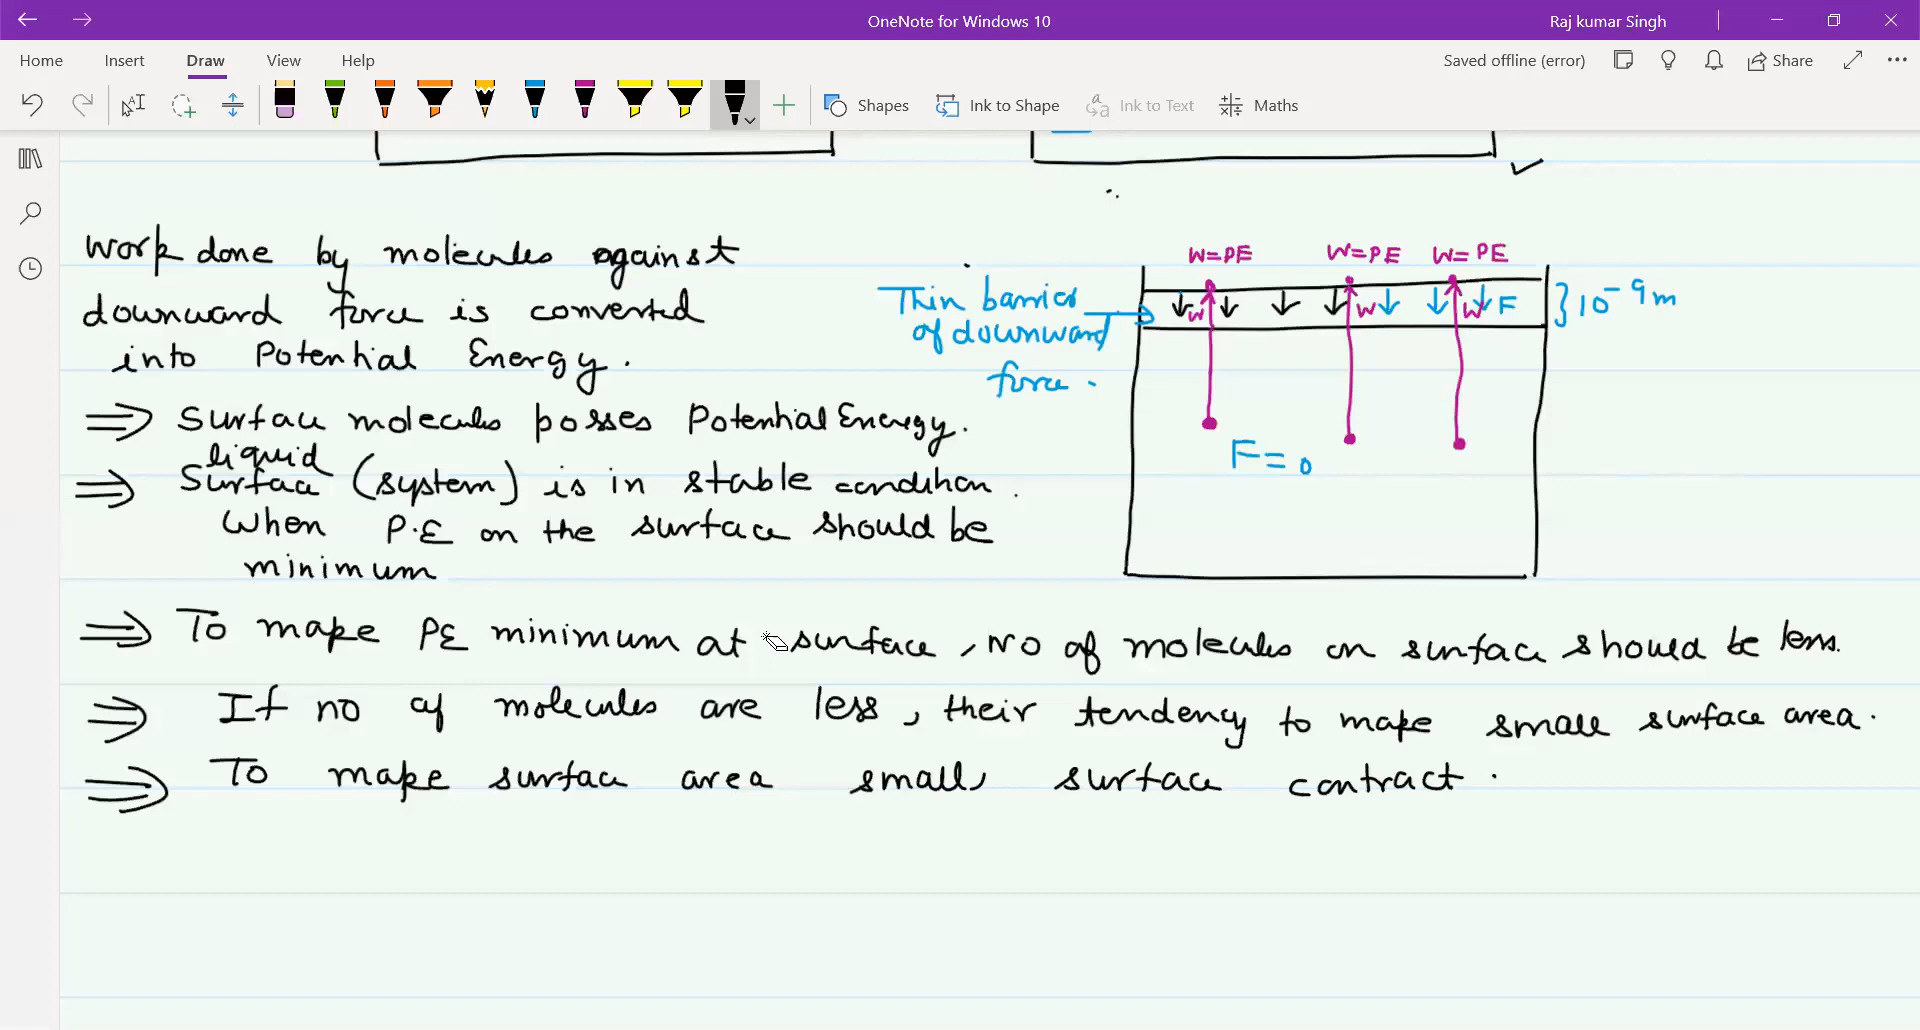 OneNote for Windows 10
Raj kumar Singh
Home Insert Draw View Help
Saved offline (error)
Share
Shapes
Ink to Shape
Ink to Text
Maths
Work done by molecules against
downward force is converted
into Potential Energy.
⇒ Surface molecules posses Potential Energy.
liquid
⇒ Surface (system) is in stable condition.
When P.E on the surface should be
minimum
W=PE W=PE W=PE
Thin barrier
of downward
force.
W W W F
10⁻⁹m
F=0
⇒ To make PE minimum at surface, No of molecules on surface should be less.
⇒ If no of molecules are less, their tendency to make small surface area.
⇒ To make surface area small, surface contract.